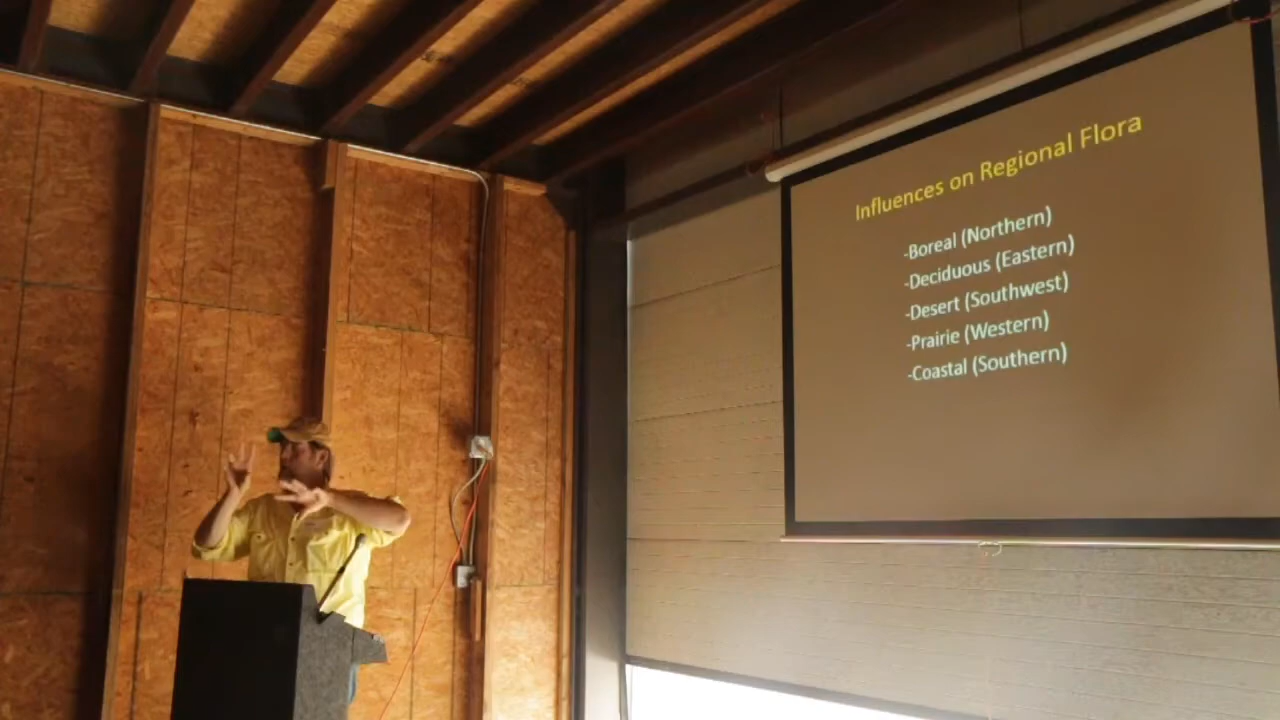 Influences on Regional Flora
-Boreal (Northern)
-Deciduous (Eastern)
-Desert (Southwest)
-Prairie (Western)
-Coastal (Southern)